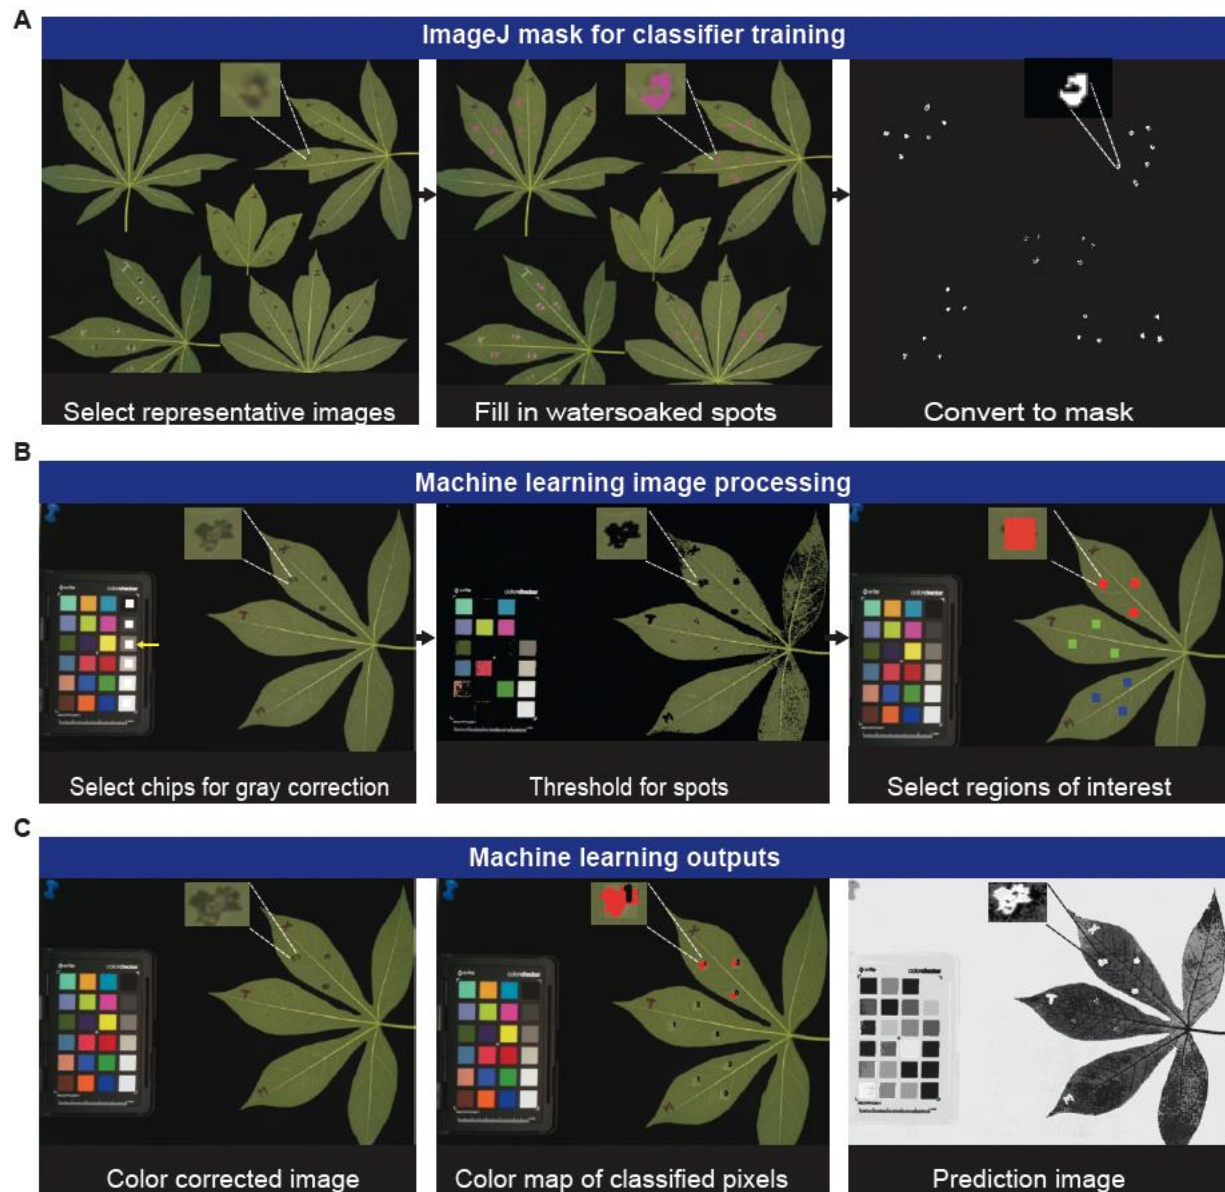 A
ImageJ mask for classifier training
Select representative images
Fill in watersoaked spots
Convert to mask
B
Machine learning image processing
Select chips for gray correction
Threshold for spots
Select regions of interest
C
Machine learning outputs
Color corrected image
Color map of classified pixels
Prediction image